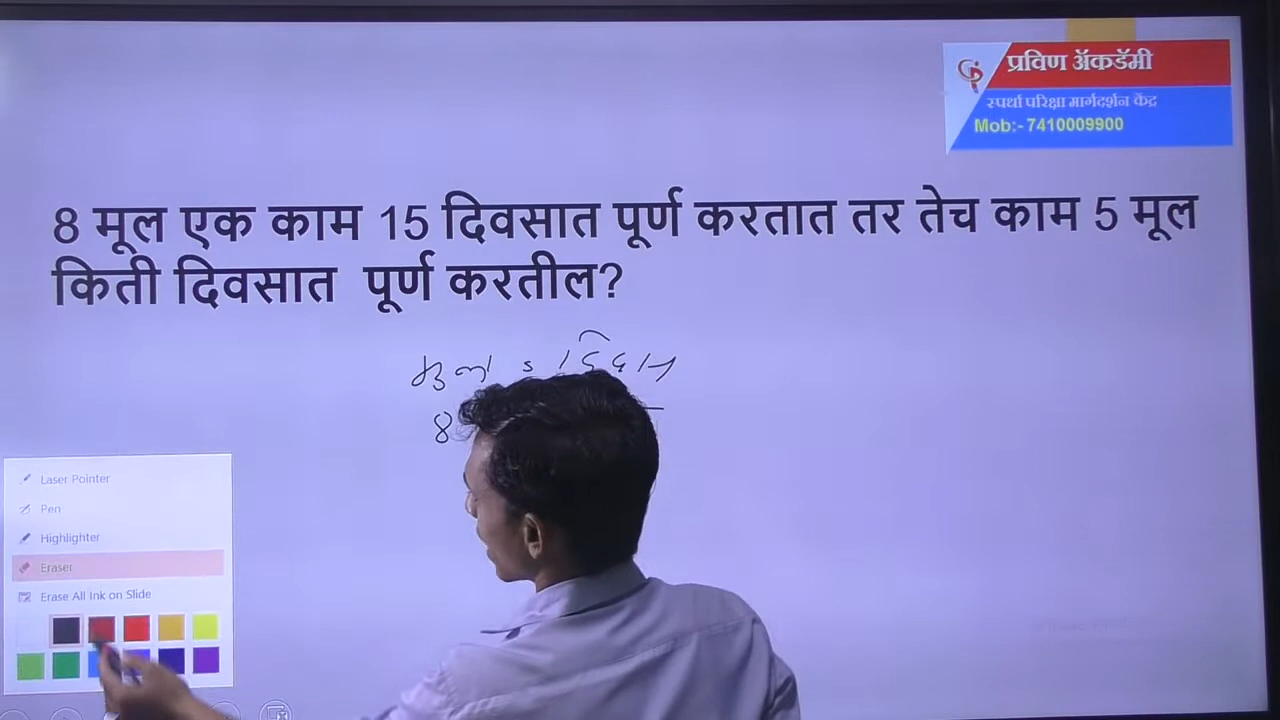 प्रविण ॲकडॅमी
स्पर्धा परिक्षा मार्गदर्शन केंद्र
Mob:- 7410009900
8 मूल एक काम 15 दिवसात पूर्ण करतात तर तेच काम 5 मूल
किती दिवसात पूर्ण करतील?
8
Laser Pointer
Pen
Highlighter
Eraser
Erase All Ink on Slide